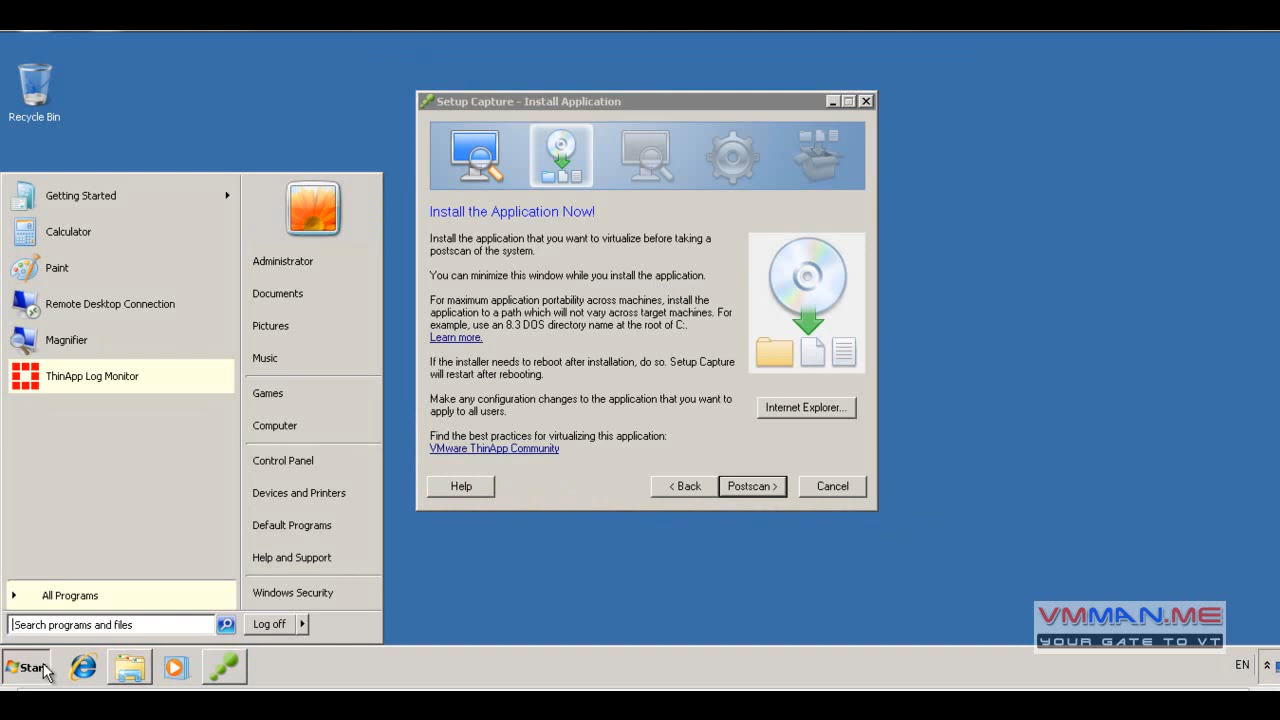 Recycle Bin
Setup Capture - Install Application
Install the Application Now!
Install the application that you want to virtualize before taking a
postscan of the system.
You can minimize this window while you install the application.
For maximum application portability across machines, install the
application to a path which will not vary across target machines. For
example, use an 8.3 DOS directory name at the root of C:.
Learn more.
If the installer needs to reboot after installation, do so. Setup Capture
will restart after rebooting.
Make any configuration changes to the application that you want to
apply to all users.
Internet Explorer...
Find the best practices for virtualizing this application:
VMware ThinApp Community
Help
< Back
Postscan >
Cancel
Getting Started
Calculator
Paint
Remote Desktop Connection
Magnifier
ThinApp Log Monitor
All Programs
Search programs and files
Administrator
Documents
Pictures
Music
Games
Computer
Control Panel
Devices and Printers
Default Programs
Help and Support
Windows Security
Log off
VMMAN.ME
YOUR GATE TO VT
Start
EN